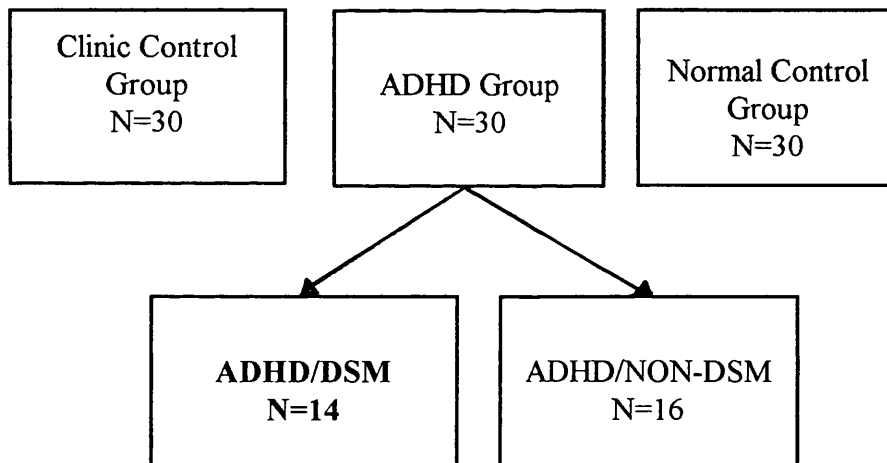 Clinic Control
Group
N=30
ADHD Group
N=30
Normal Control
Group
N=30
ADHD/DSM
N=14
ADHD/NON-DSM
N=16